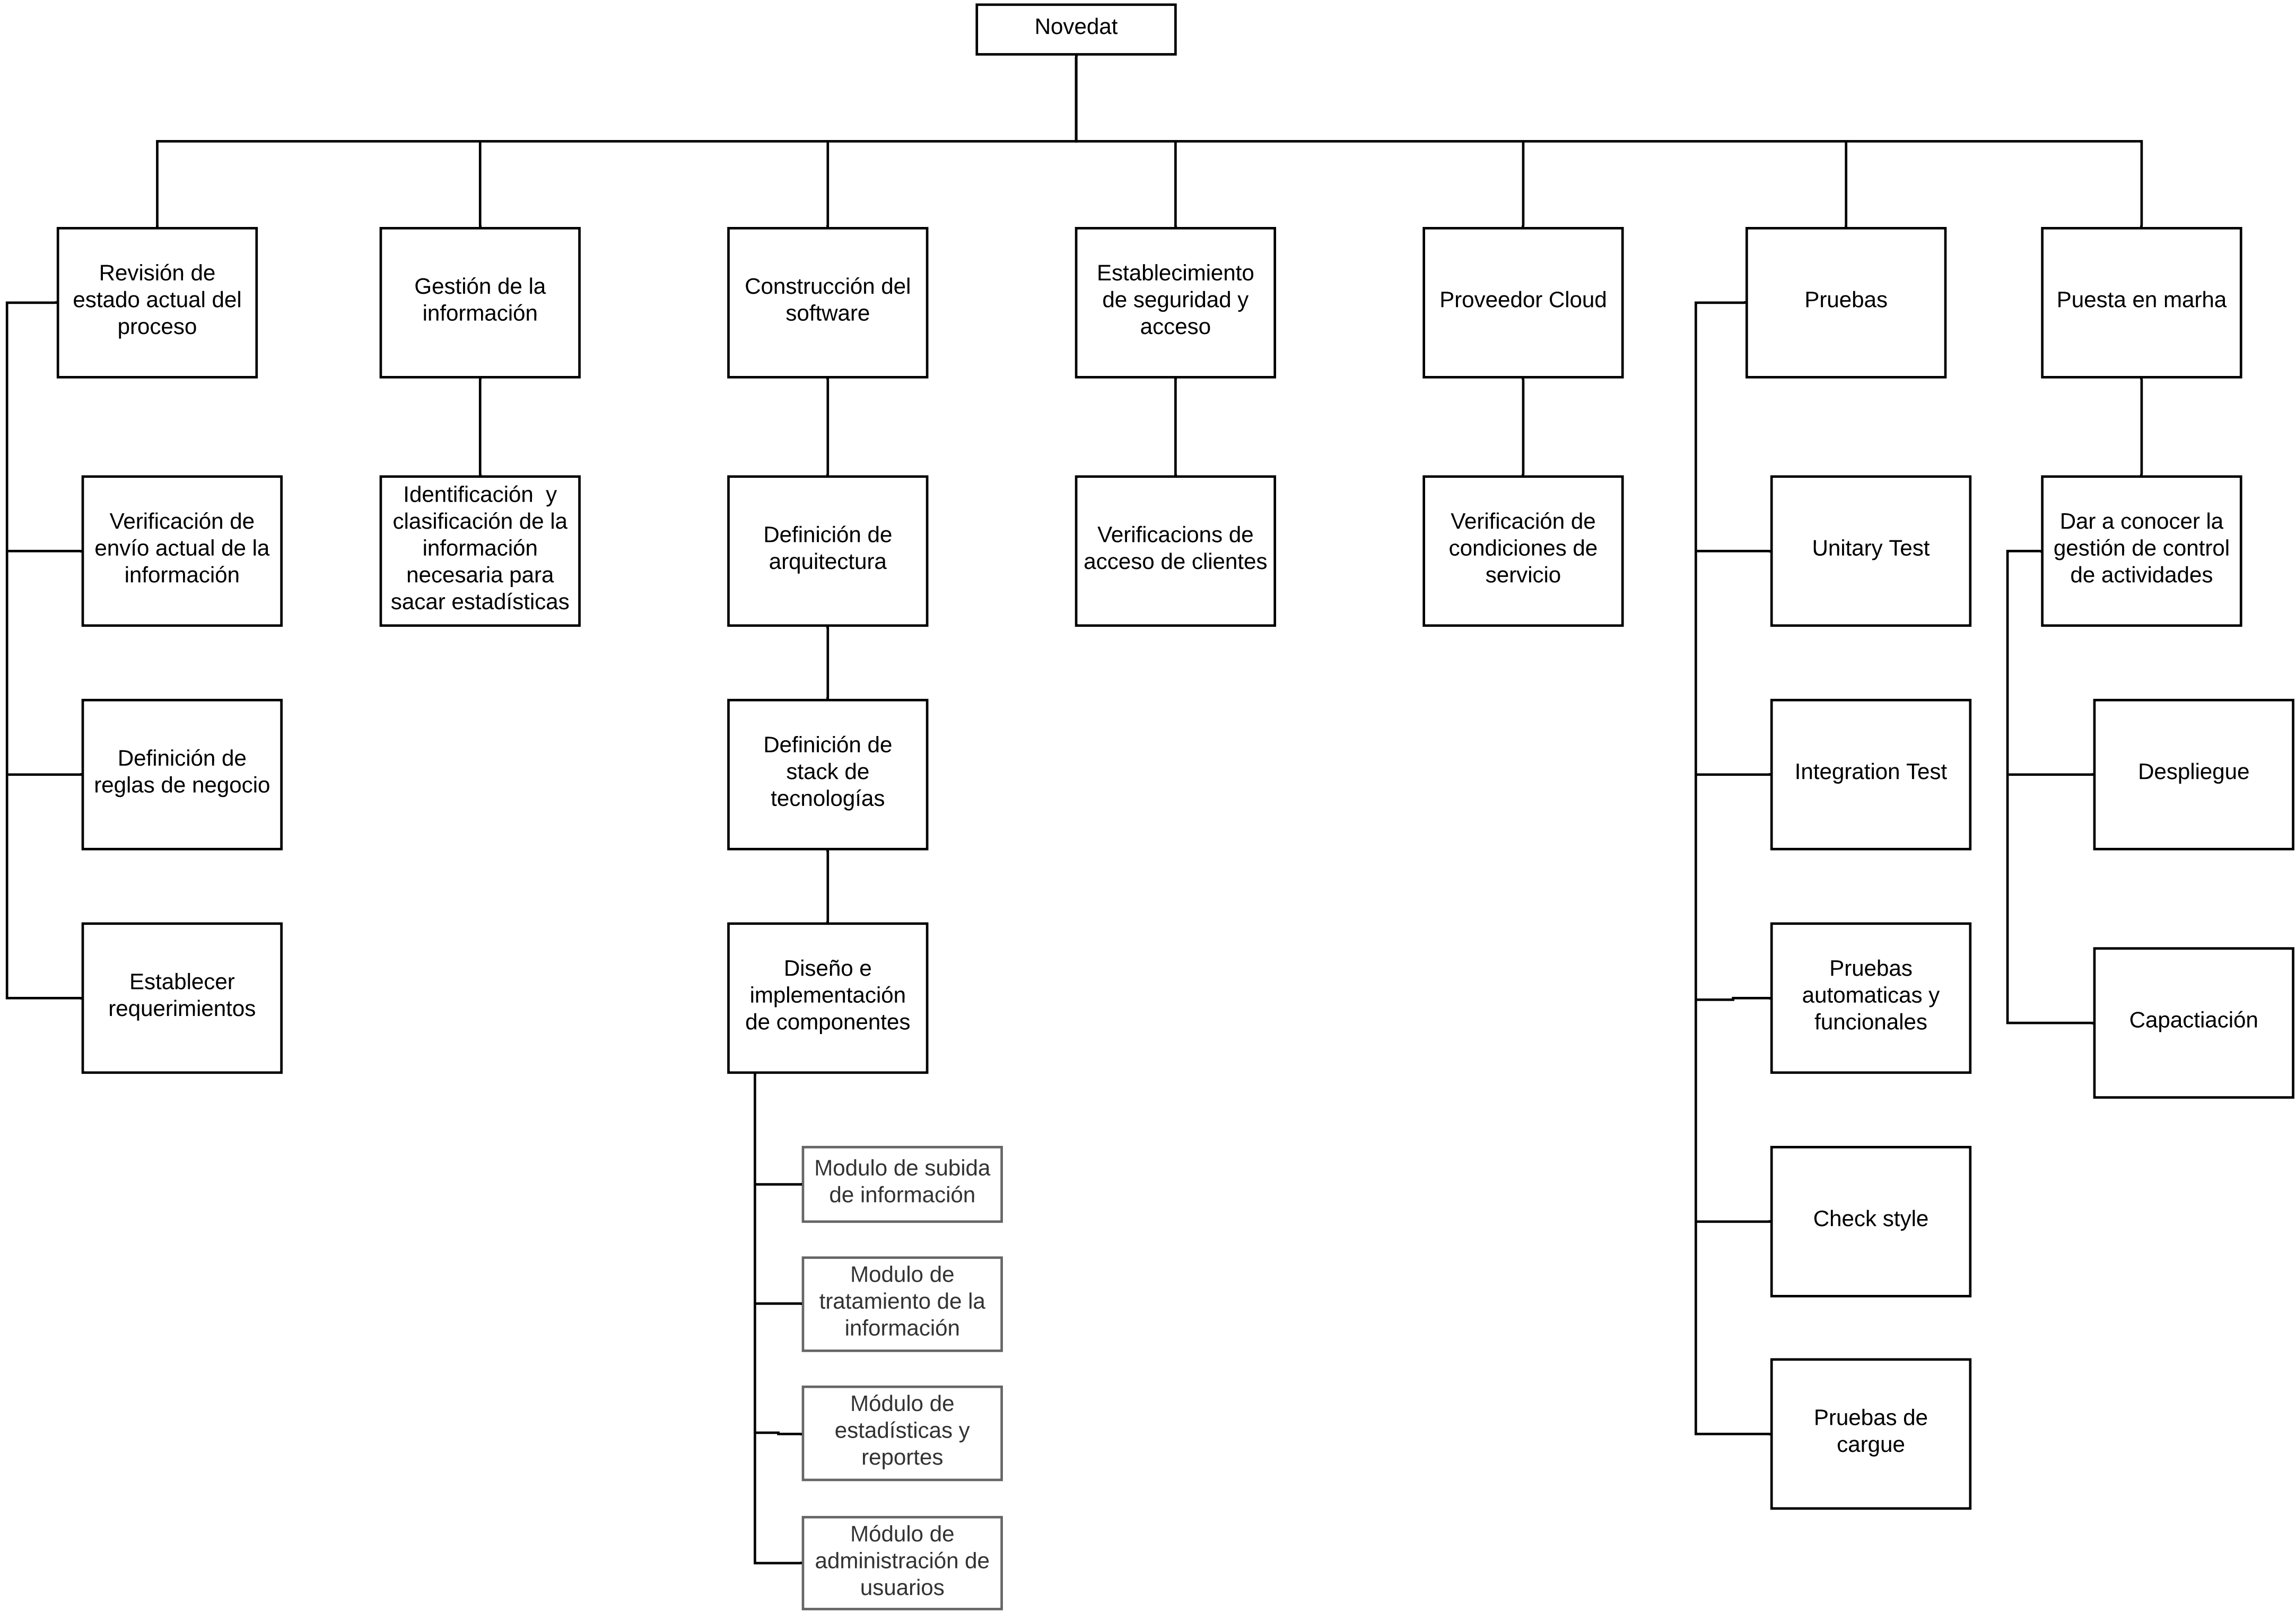 Novedat
Revisión de
estado actual del
proceso
Gestión de la
información
Construcción del
software
Establecimiento
de seguridad y
acceso
Proveedor Cloud
Pruebas
Puesta en marha
Verificación de
envío actual de la
información
Identificación  y
clasificación de la
información
necesaria para
sacar estadísticas
Definición de
arquitectura
Verificacions de
acceso de clientes
Verificación de
condiciones de
servicio
Unitary Test
Dar a conocer la
gestión de control
de actividades
Definición de
reglas de negocio
Definición de
stack de
tecnologías
Integration Test
Despliegue
Establecer
requerimientos
Diseño e
implementación
de componentes
Pruebas
automaticas y
funcionales
Capactiación
Modulo de subida
de información
Check style
Modulo de
tratamiento de la
información
Módulo de
estadísticas y
reportes
Pruebas de
cargue
Módulo de
administración de
usuarios